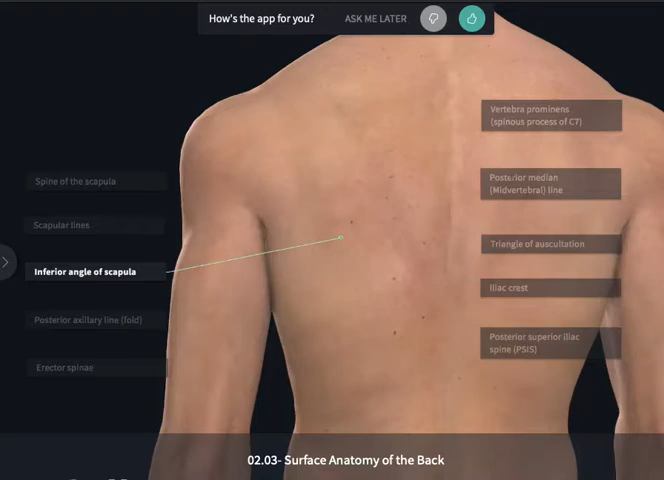 How's the app for you?
ASK ME LATER
Vertebra prominens
(spinous process of C7)
Spine of the scapula
Posterior median
(Midvertebral) line
Scapular lines
Triangle of auscultation
Inferior angle of scapula
Iliac crest
Posterior axillary line (fold)
Posterior superior iliac
spine (PSIS)
Erector spinae
02.03- Surface Anatomy of the Back